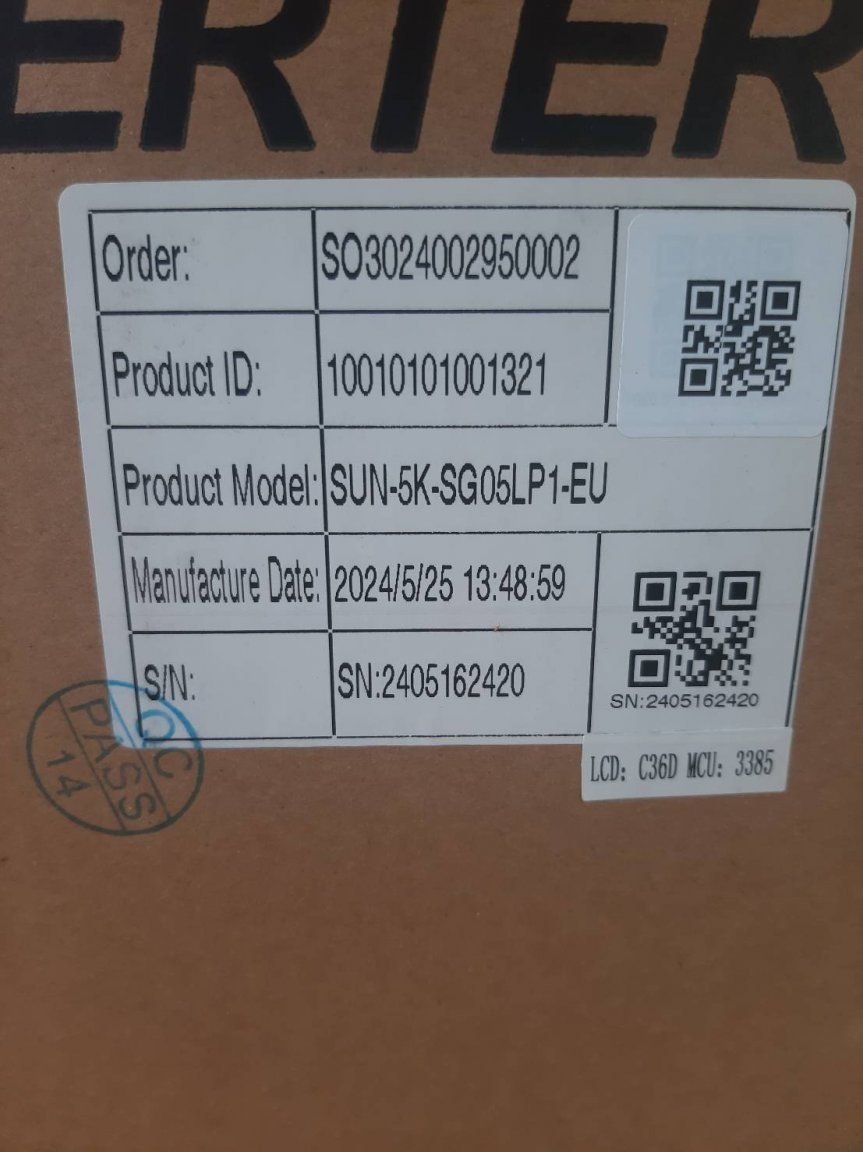 ERTER
Order: SO3024002950002
Product ID: 10010101001321
Product Model: SUN-5K-SG05LP1-EU
Manufacture Date: 2024/5/25 13:48:59
S/N: SN:2405162420
SN:2405162420
LCD: C36D MCU: 3385
QC
PASS
14